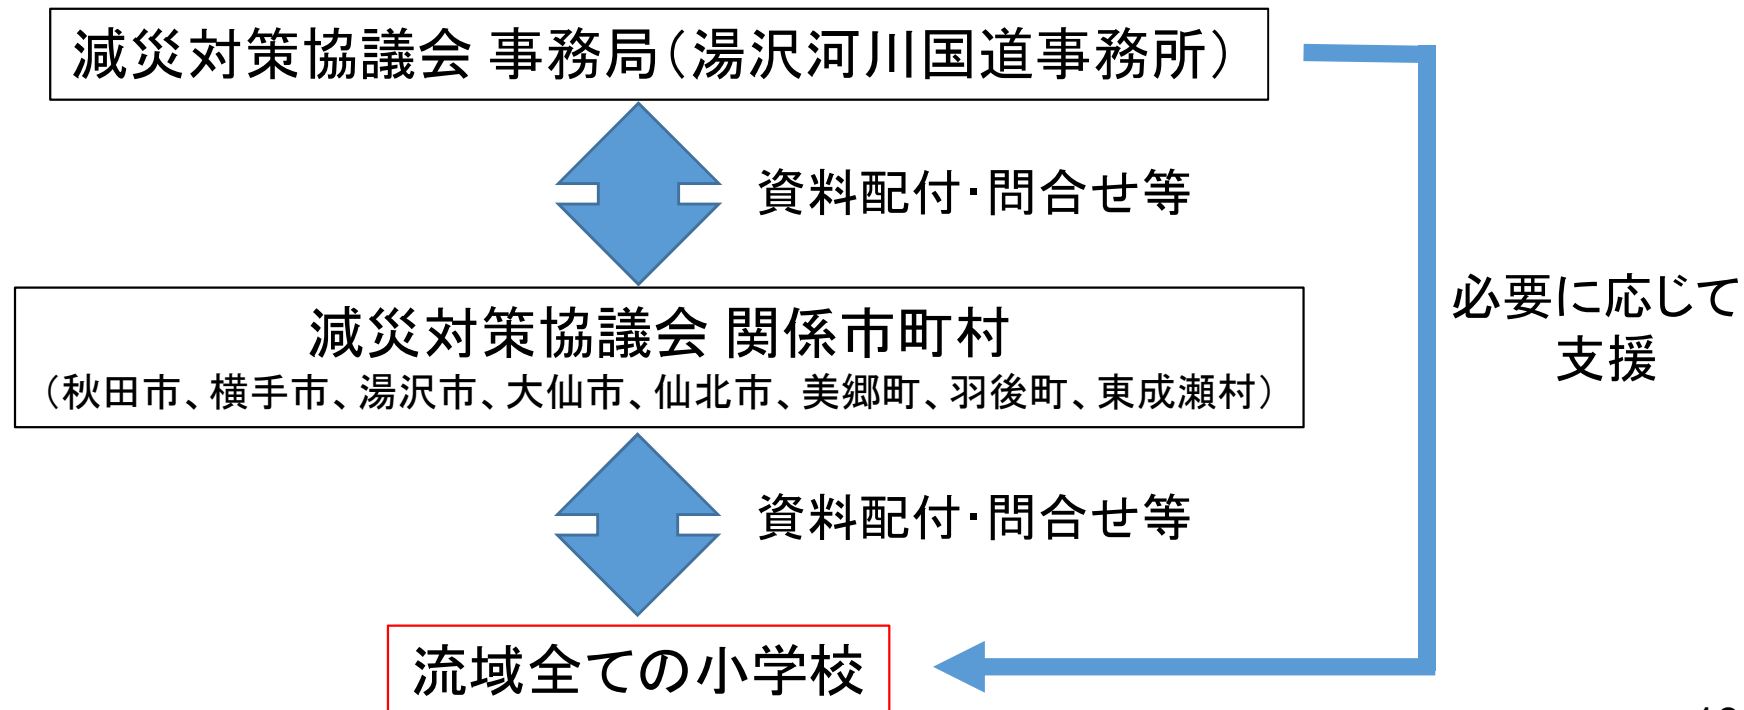 減災対策協議会 事務局（湯沢河川国道事務所）
資料配付・問合せ等
減災対策協議会 関係市町村
（秋田市、横手市、湯沢市、大仙市、仙北市、美郷町、羽後町、東成瀬村）
必要に応じて
支援
資料配付・問合せ等
流域全ての小学校